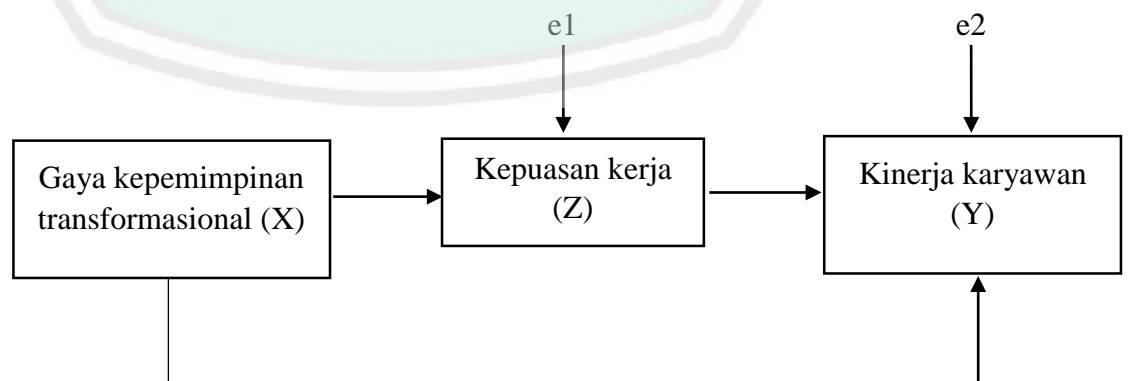 e1
e2
Gaya kepemimpinan
transformasional (X)
Kepuasan kerja
(Z)
Kinerja karyawan
(Y)